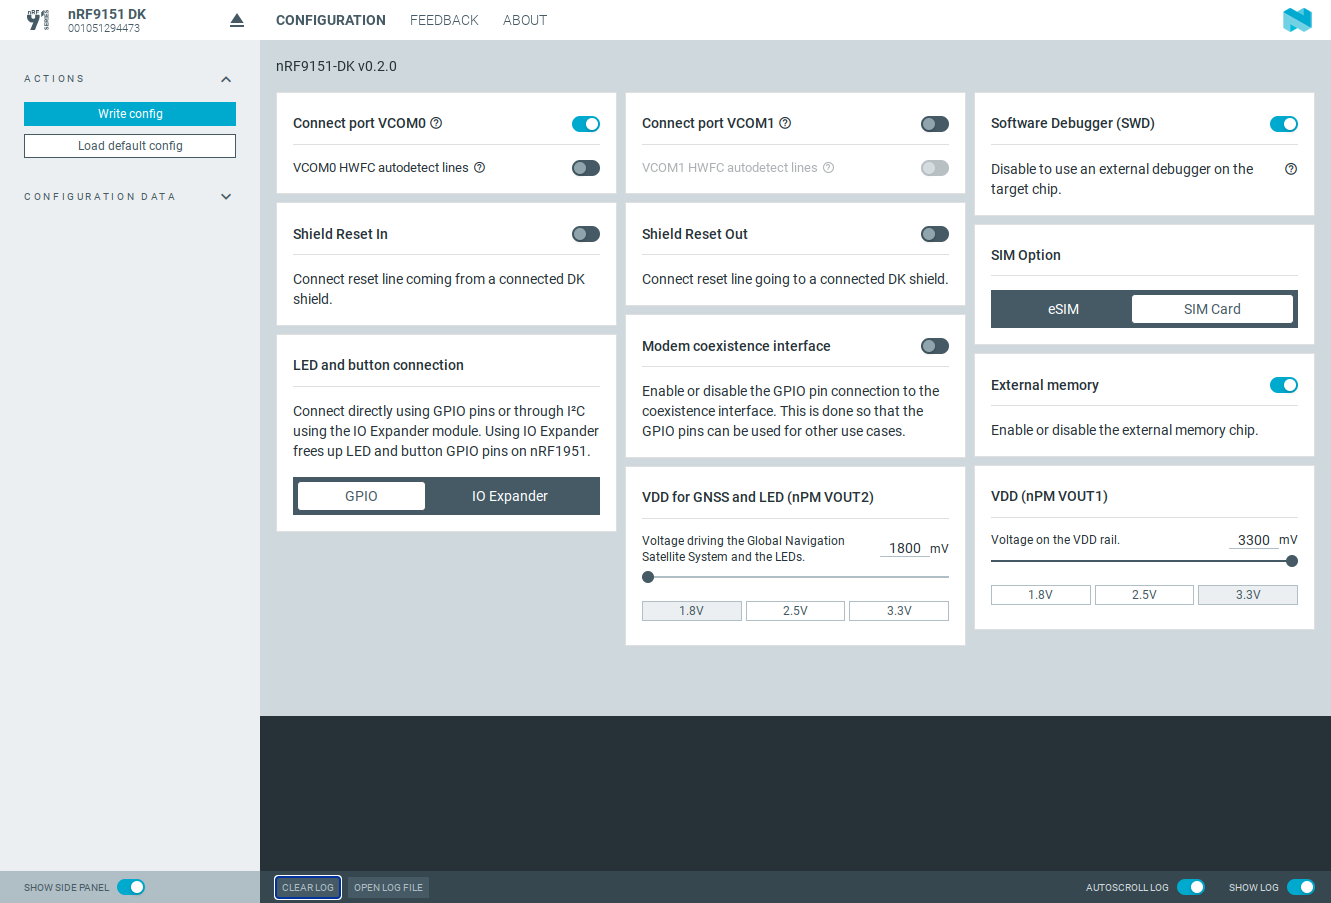 nRF
91
SERIES
nRF9151 DK
001051294473
CONFIGURATION
FEEDBACK
ABOUT
ACTIONS
Write config
Load default config
CONFIGURATION DATA
nRF9151-DK v0.2.0
Connect port VCOM0
VCOM0 HWFC autodetect lines
Shield Reset In
Connect reset line coming from a connected DK
shield.
LED and button connection
Connect directly using GPIO pins or through I²C
using the IO Expander module. Using IO Expander
frees up LED and button GPIO pins on nRF1951.
GPIO
IO Expander
Connect port VCOM1
VCOM1 HWFC autodetect lines
Shield Reset Out
Connect reset line going to a connected DK shield.
Modem coexistence interface
Enable or disable the GPIO pin connection to the
coexistence interface. This is done so that the
GPIO pins can be used for other use cases.
VDD for GNSS and LED (nPM VOUT2)
Voltage driving the Global Navigation
Satellite System and the LEDs.
1800 mV
1.8V
2.5V
3.3V
Software Debugger (SWD)
Disable to use an external debugger on the
target chip.
SIM Option
eSIM
SIM Card
External memory
Enable or disable the external memory chip.
VDD (nPM VOUT1)
Voltage on the VDD rail.
3300 mV
1.8V
2.5V
3.3V
SHOW SIDE PANEL
CLEAR LOG
OPEN LOG FILE
AUTOSCROLL LOG
SHOW LOG